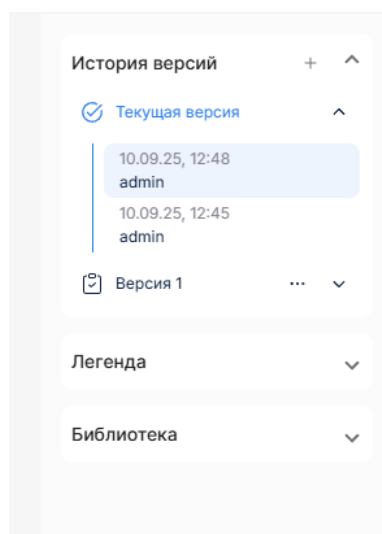 История версий
Текущая версия
10.09.25, 12:48
admin
10.09.25, 12:45
admin
Версия 1
Легенда
Библиотека